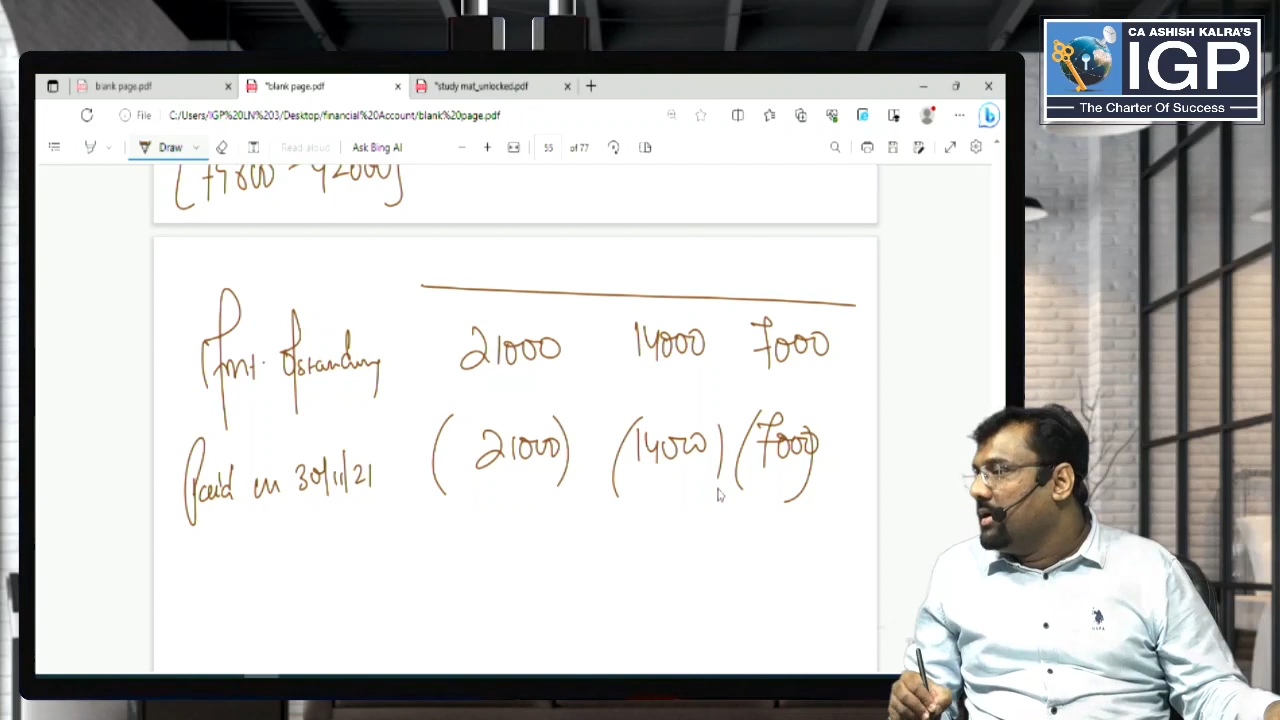 CA ASHISH KALRA'S
IGP
The Charter Of Success
blank page.pdf
*blank page.pdf
*study mat_unlocked.pdf
File
C:/Users/IGP%20LN%203/Desktop/financial%20Account/blank%20page.pdf
Draw
Read aloud
Ask Bing AI
55 of 77
Amt. Ostanding 21000 14000 7000
Paid on 30/11/21 (21000) (14000) (7000)